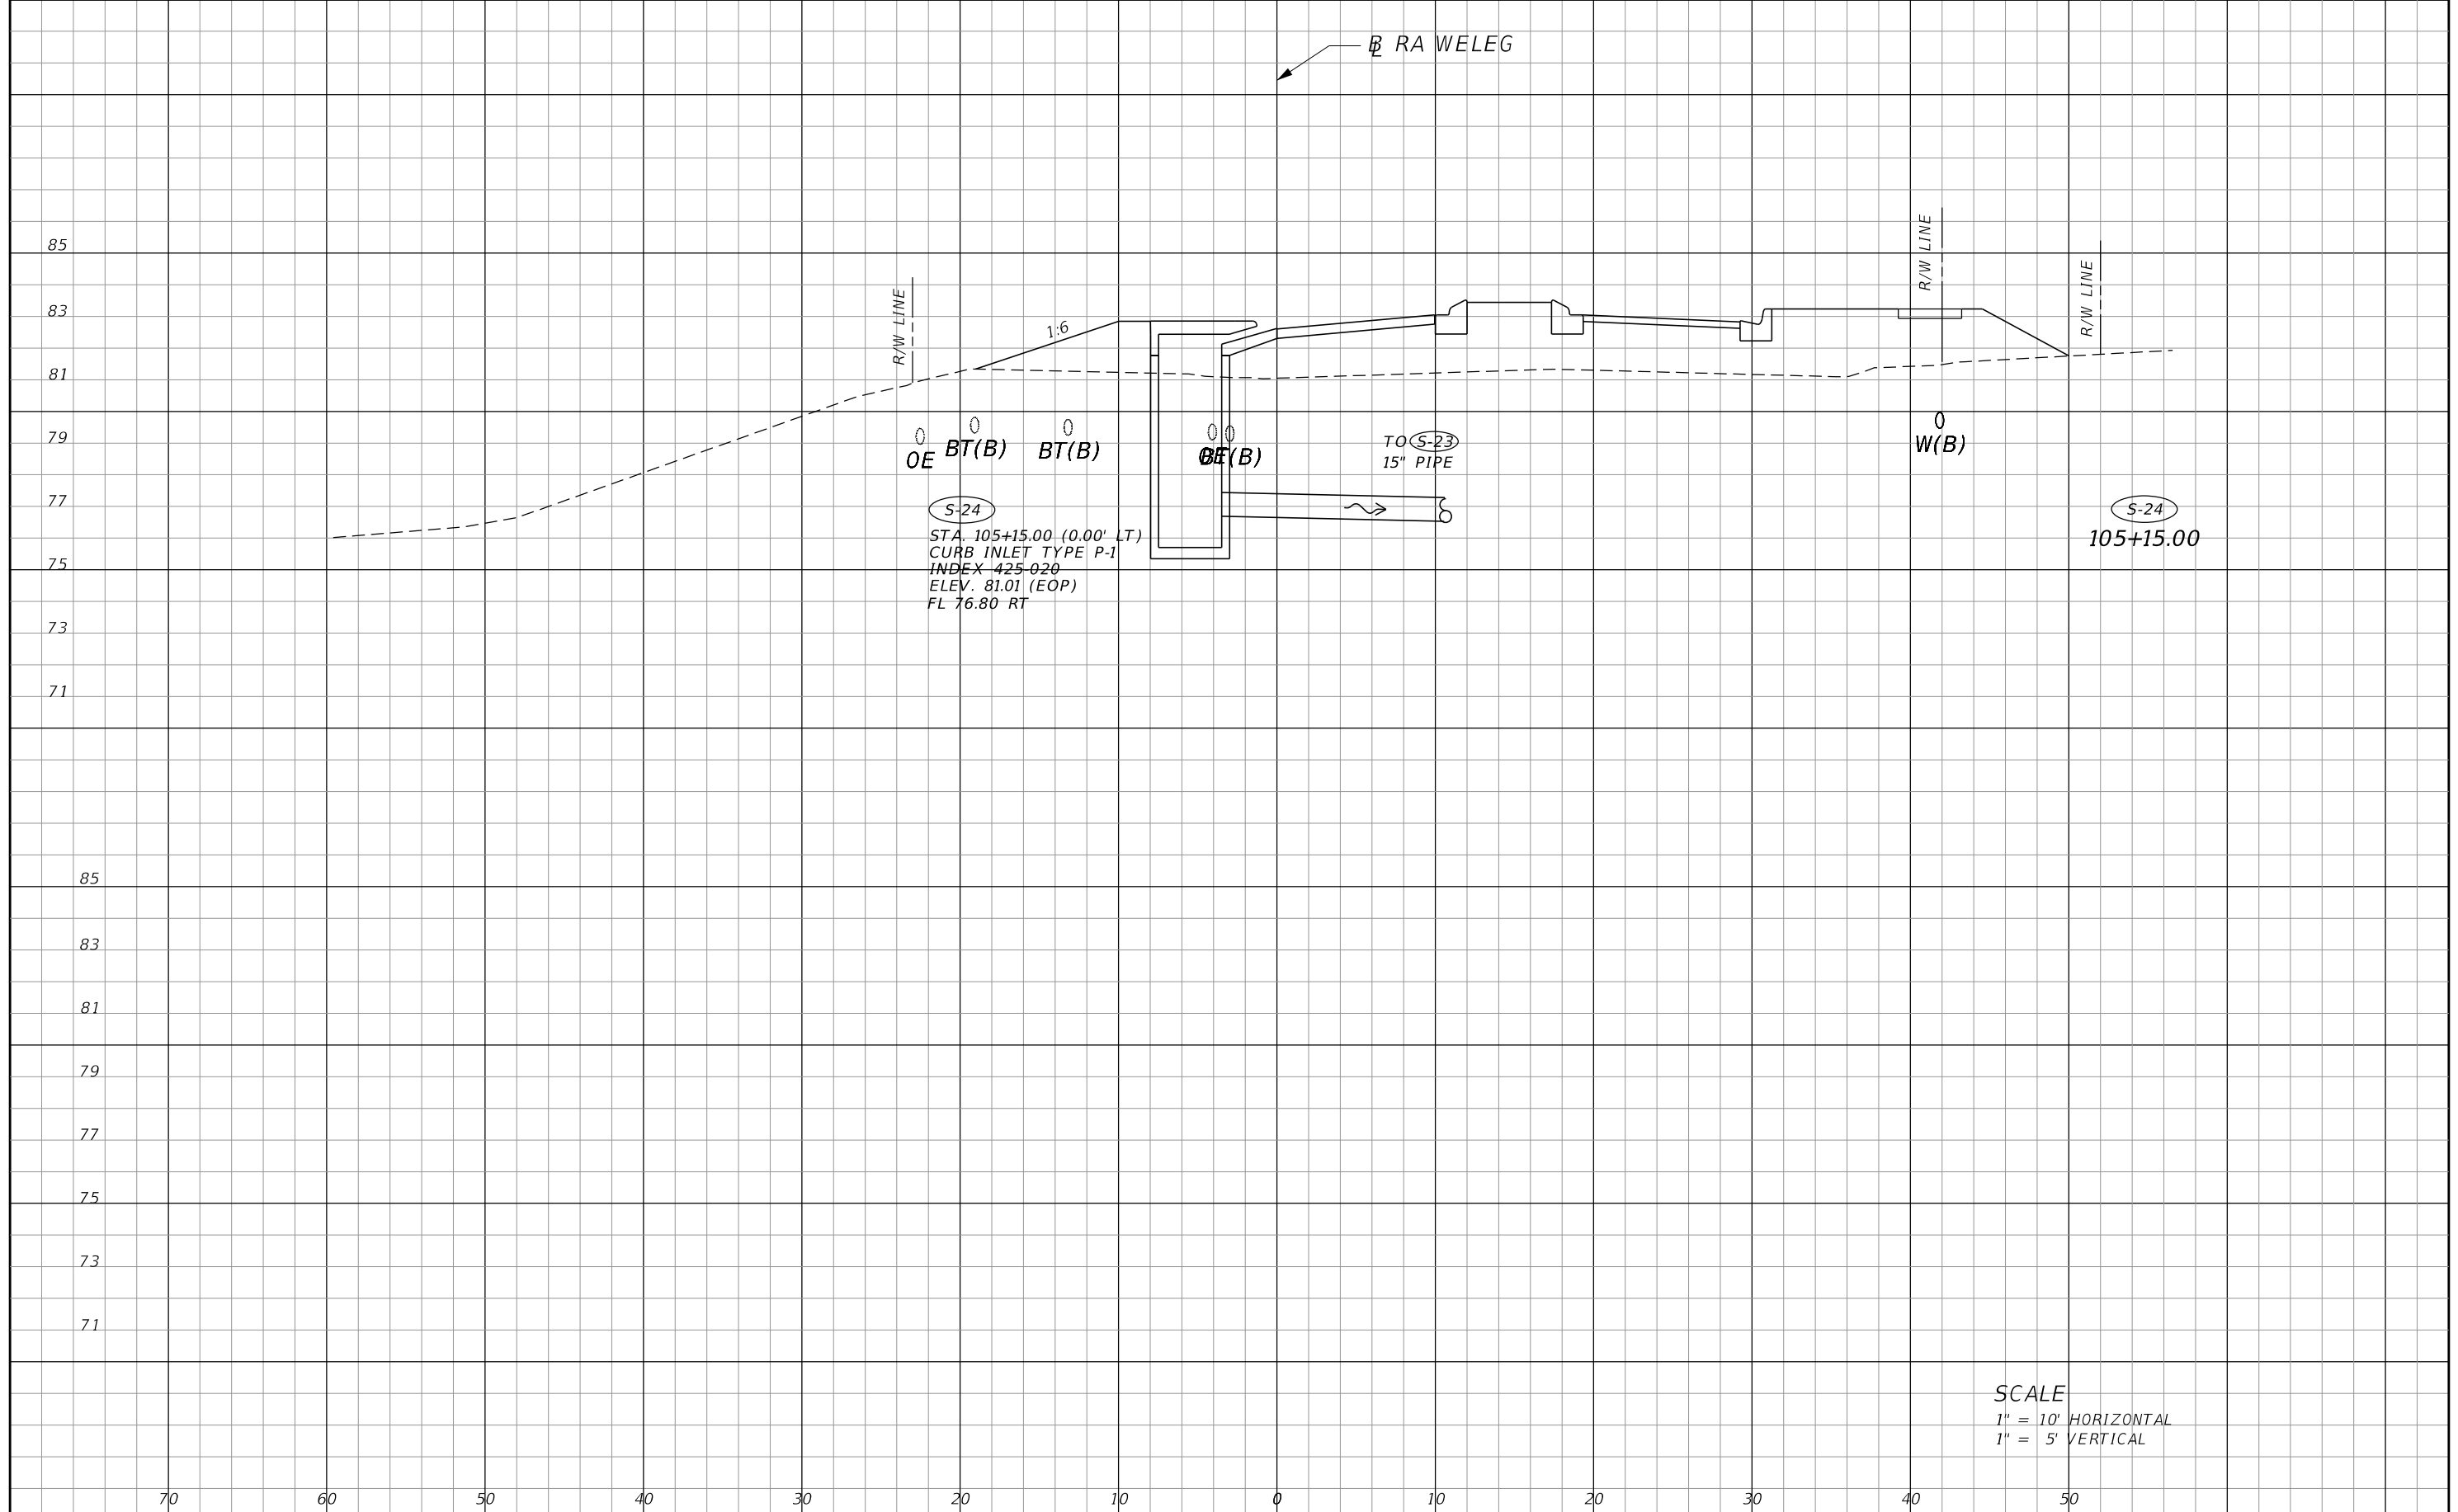 BL RA WELEG
85
83
81
79
77
75
73
71
R/W LINE
1:6
R/W LINE
R/W LINE
OE
BT(B)
BT(B)
OE
BT(B)
TO S-23
15" PIPE
W(B)
S-24
STA. 105+15.00 (0.00' LT)
CURB INLET TYPE P-1
INDEX 425-020
ELEV. 81.01 (EOP)
FL 76.80 RT
S-24
105+15.00
85
83
81
79
77
75
73
71
SCALE
1" = 10' HORIZONTAL
1" = 5' VERTICAL
70 60 50 40 30 20 10 0 10 20 30 40 50